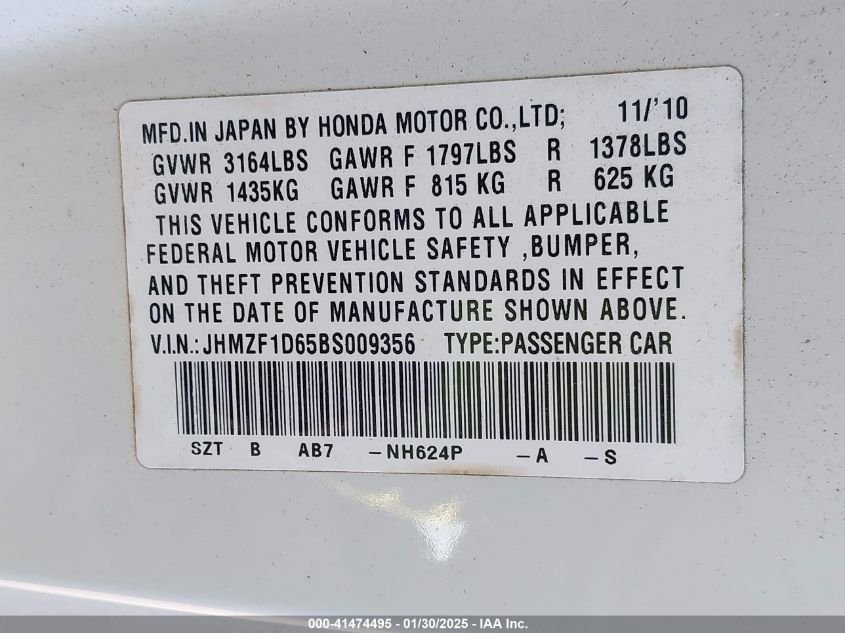 MFD.IN JAPAN BY HONDA MOTOR CO.,LTD; 11/'10
GVWR 3164LBS GAWR F 1797LBS R 1378LBS
GVWR 1435KG GAWR F 815 KG R 625 KG
THIS VEHICLE CONFORMS TO ALL APPLICABLE
FEDERAL MOTOR VEHICLE SAFETY ,BUMPER,
AND THEFT PREVENTION STANDARDS IN EFFECT
ON THE DATE OF MANUFACTURE SHOWN ABOVE.
V.I.N.:JHMZF1D65BS009356 TYPE:PASSENGER CAR
SZT B AB7 -NH624P -A -S
000-41474495 - 01/30/2025 - IAA Inc.